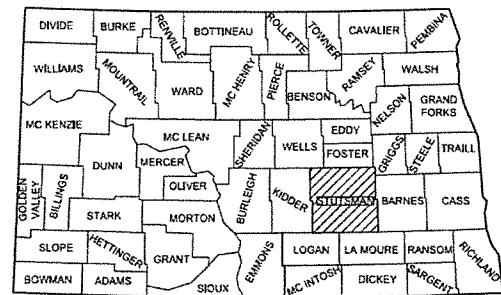 DIVIDE
BURKE
RENVILLE
BOTTINEAU
ROLLETTE
TOWNER
CAVALIER
PEMBINA
WILLIAMS
MOUNTRAIL
WARD
MC HENRY
PIERCE
BENSON
RAMSEY
WALSH
NELSON
GRAND
FORKS
MC KENZIE
MC LEAN
SHERIDAN
WELLS
EDDY
FOSTER
GRIGGS
STEELE
TRAILL
DUNN
MERCER
OLIVER
GOLDEN
VALLEY
BILLINGS
STARK
MORTON
BURLEIGH
KIDDER
STUTSMAN
BARNES
CASS
SLOPE
HETTINGER
GRANT
SIOUX
EMMONS
LOGAN
LA MOURE
RANSOM
RICHLAND
BOWMAN
ADAMS
MC INTOSH
DICKEY
SARGENT